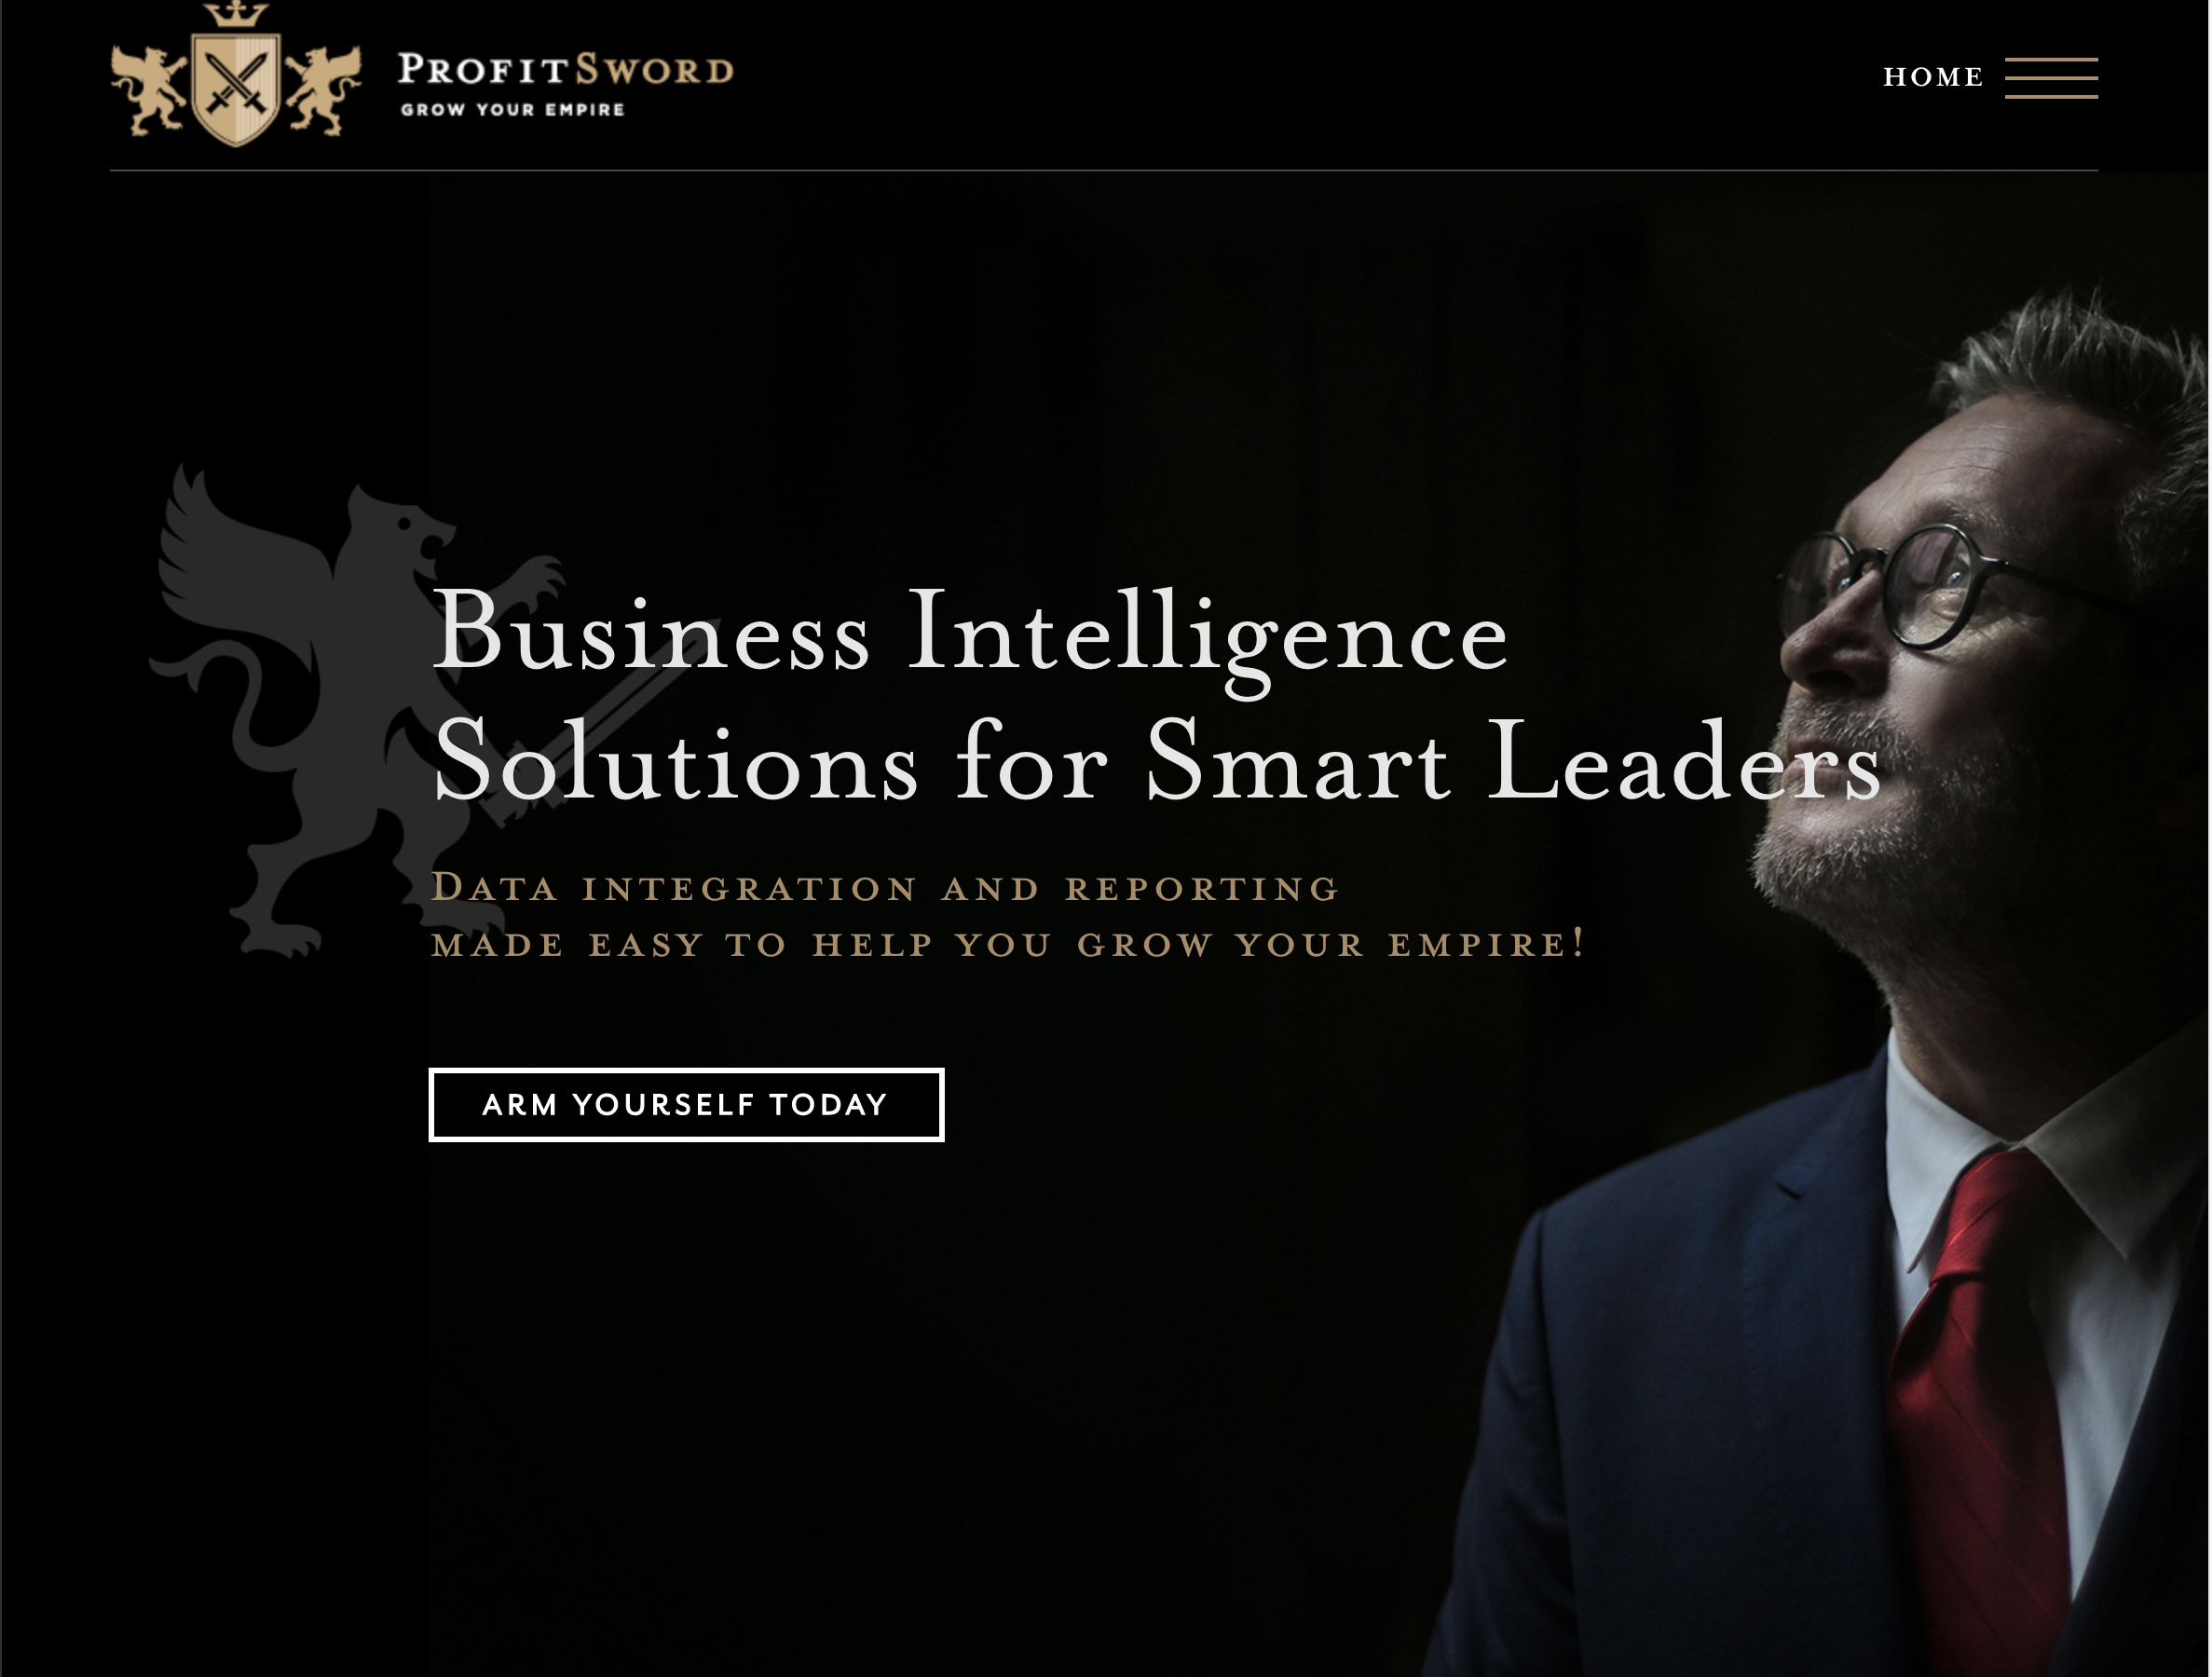 PROFITSWORD
GROW YOUR EMPIRE
HOME
Business Intelligence
Solutions for Smart Leaders
DATA INTEGRATION AND REPORTING
MADE EASY TO HELP YOU GROW YOUR EMPIRE!
ARM YOURSELF TODAY